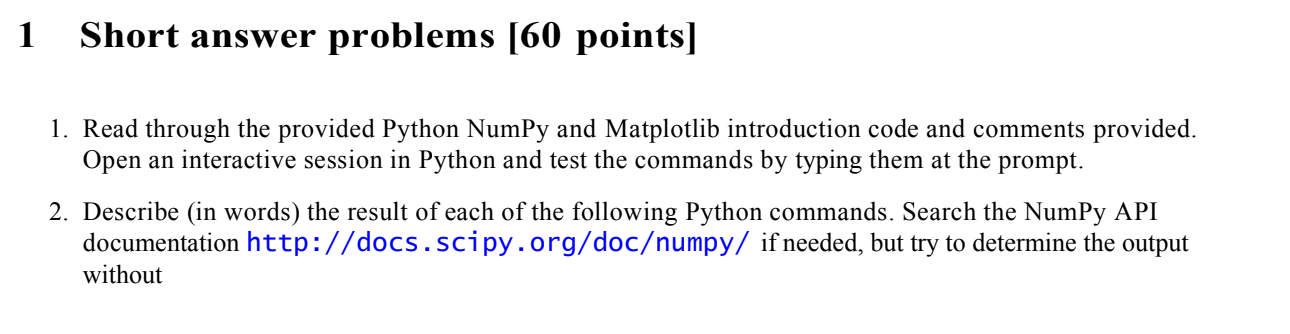 1 Short answer problems [60 points]
1. Read through the provided Python NumPy and Matplotlib introduction code and comments provided.
Open an interactive session in Python and test the commands by typing them at the prompt.
2. Describe (in words) the result of each of the following Python commands. Search the NumPy API
documentation http://docs.scipy.org/doc/numpy/ if needed, but try to determine the output
without